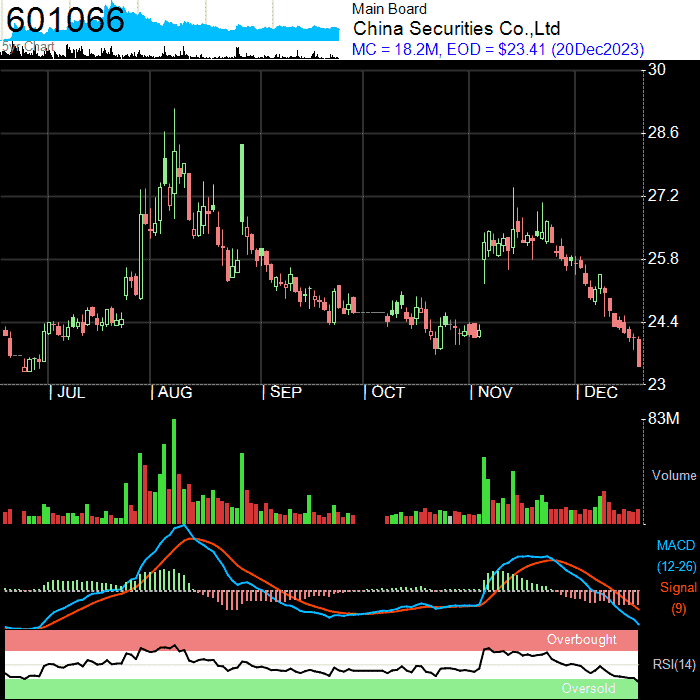 601066
5yr Chart
Main Board
China Securities Co.,Ltd
MC = 18.2M, EOD = $23.41 (20Dec2023)
30
28.6
27.2
25.8
24.4
23
| JUL | AUG | SEP | OCT | NOV | DEC
83M
Volume
MACD
(12-26)
Signal
(9)
Overbought
RSI(14)
Oversold